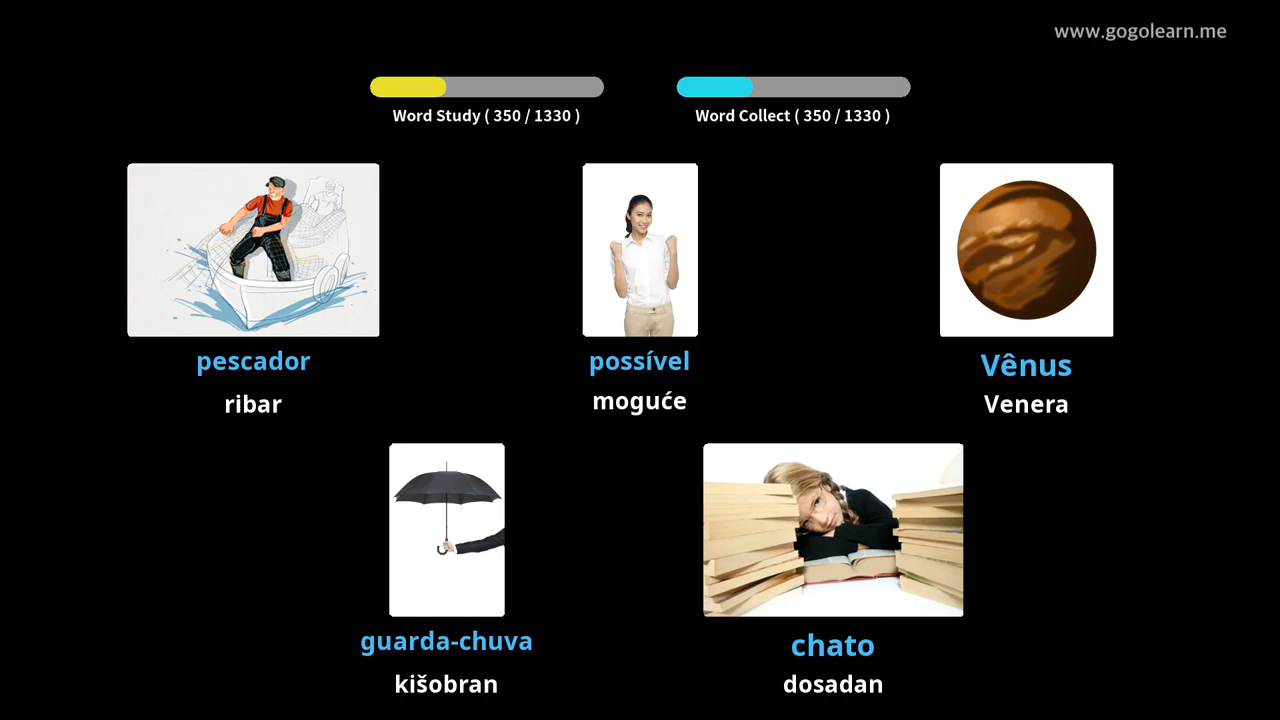 www.gogolearn.me
Word Study ( 350 / 1330 )
Word Collect ( 350 / 1330 )
pescador
ribar
possível
moguće
Vênus
Venera
guarda-chuva
kišobran
chato
dosadan